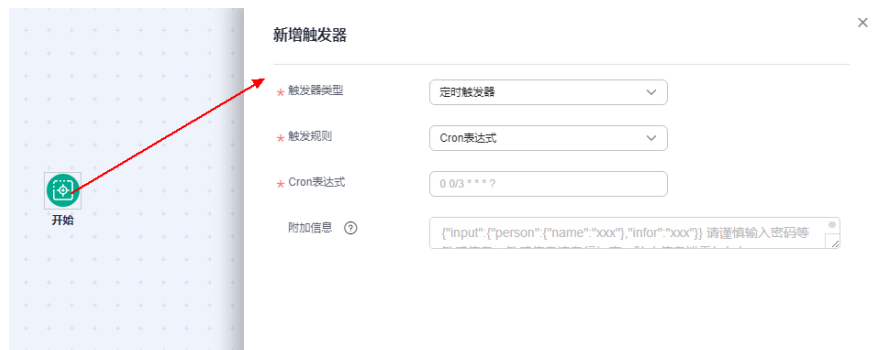 新增触发器
* 触发器类型
定时触发器
* 触发规则
Cron表达式
* Cron表达式
0 0/3 * * * ?
开始
附加信息 ?
{"input":{"person":{"name":"xxx"},"infor":"xxx"}} 请谨慎输入密码等